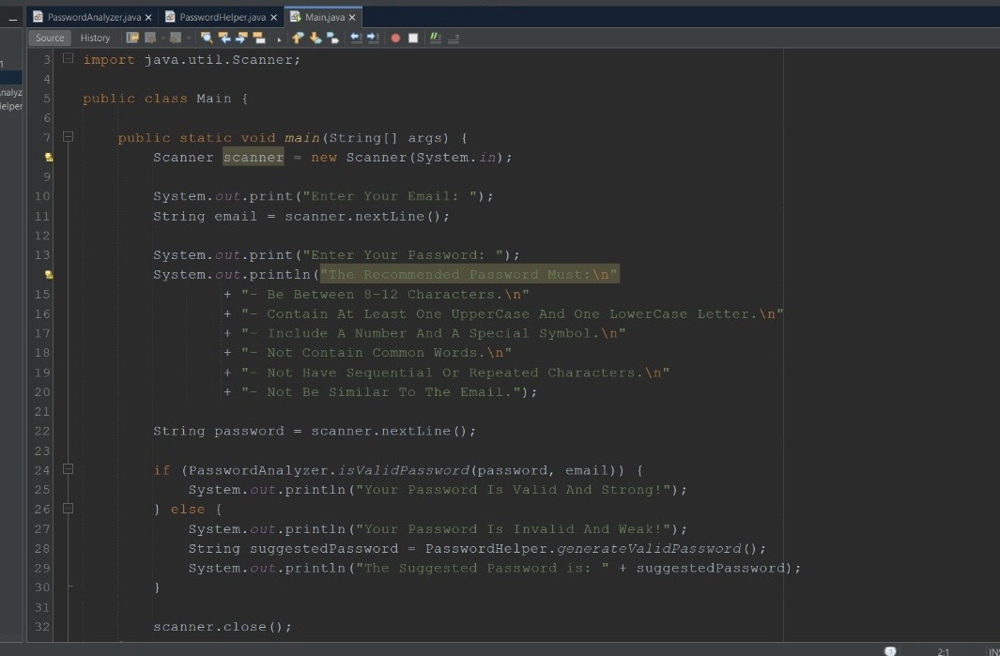 PasswordAnalyzer.java × PasswordHelper.java × Main.java ×
Source History
nalyz
elper
3 import java.util.Scanner;
4
5 public class Main {
6
7 public static void main(String[] args) {
Scanner scanner = new Scanner(System.in);
9
10 System.out.print("Enter Your Email: ");
11 String email = scanner.nextLine();
12
13 System.out.print("Enter Your Password: ");
System.out.println("The Recommended Password Must:\n"
15 + "- Be Between 8-12 Characters.\n"
16 + "- Contain At Least One UpperCase And One LowerCase Letter.\n"
17 + "- Include A Number And A Special Symbol.\n"
18 + "- Not Contain Common Words.\n"
19 + "- Not Have Sequential Or Repeated Characters.\n"
20 + "- Not Be Similar To The Email.");
21
22 String password = scanner.nextLine();
23
24 if (PasswordAnalyzer.isValidPassword(password, email)) {
25 System.out.println("Your Password Is Valid And Strong!");
26 } else {
27 System.out.println("Your Password Is Invalid And Weak!");
28 String suggestedPassword = PasswordHelper.generateValidPassword();
29 System.out.println("The Suggested Password is: " + suggestedPassword);
30 }
31
32 scanner.close();
2:1 INS